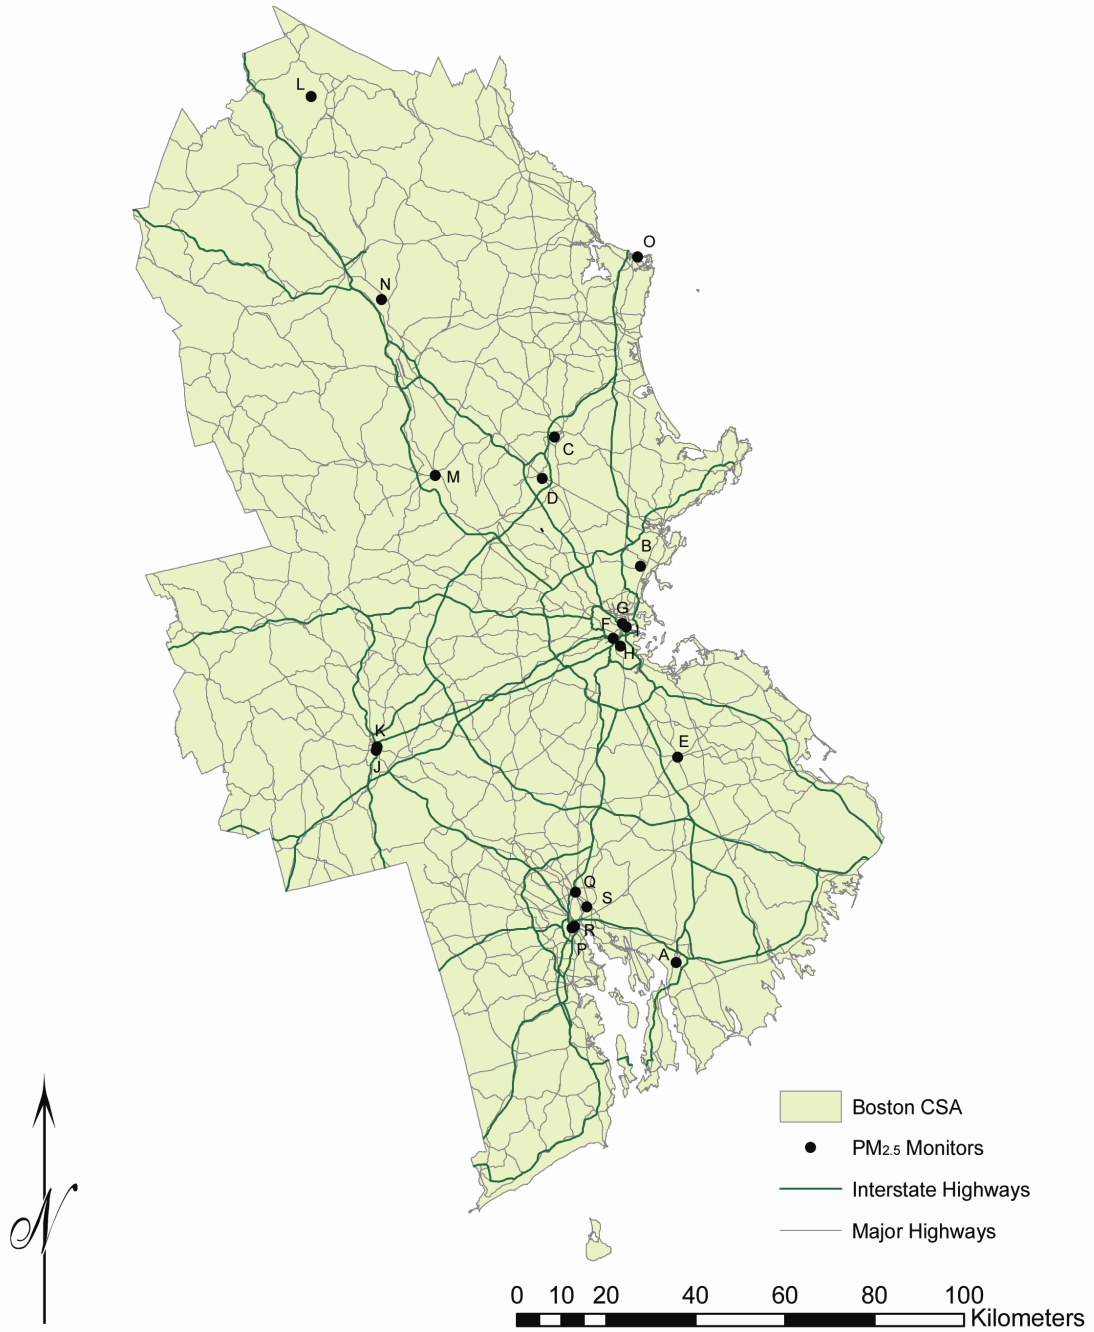 L
O
N
C
M
D
B
G
F
I
H
K
E
J
Q
S
R
P
A
Boston CSA
PM2.5 Monitors
Interstate Highways
Major Highways
N
0 10 20 40 60 80 100
Kilometers